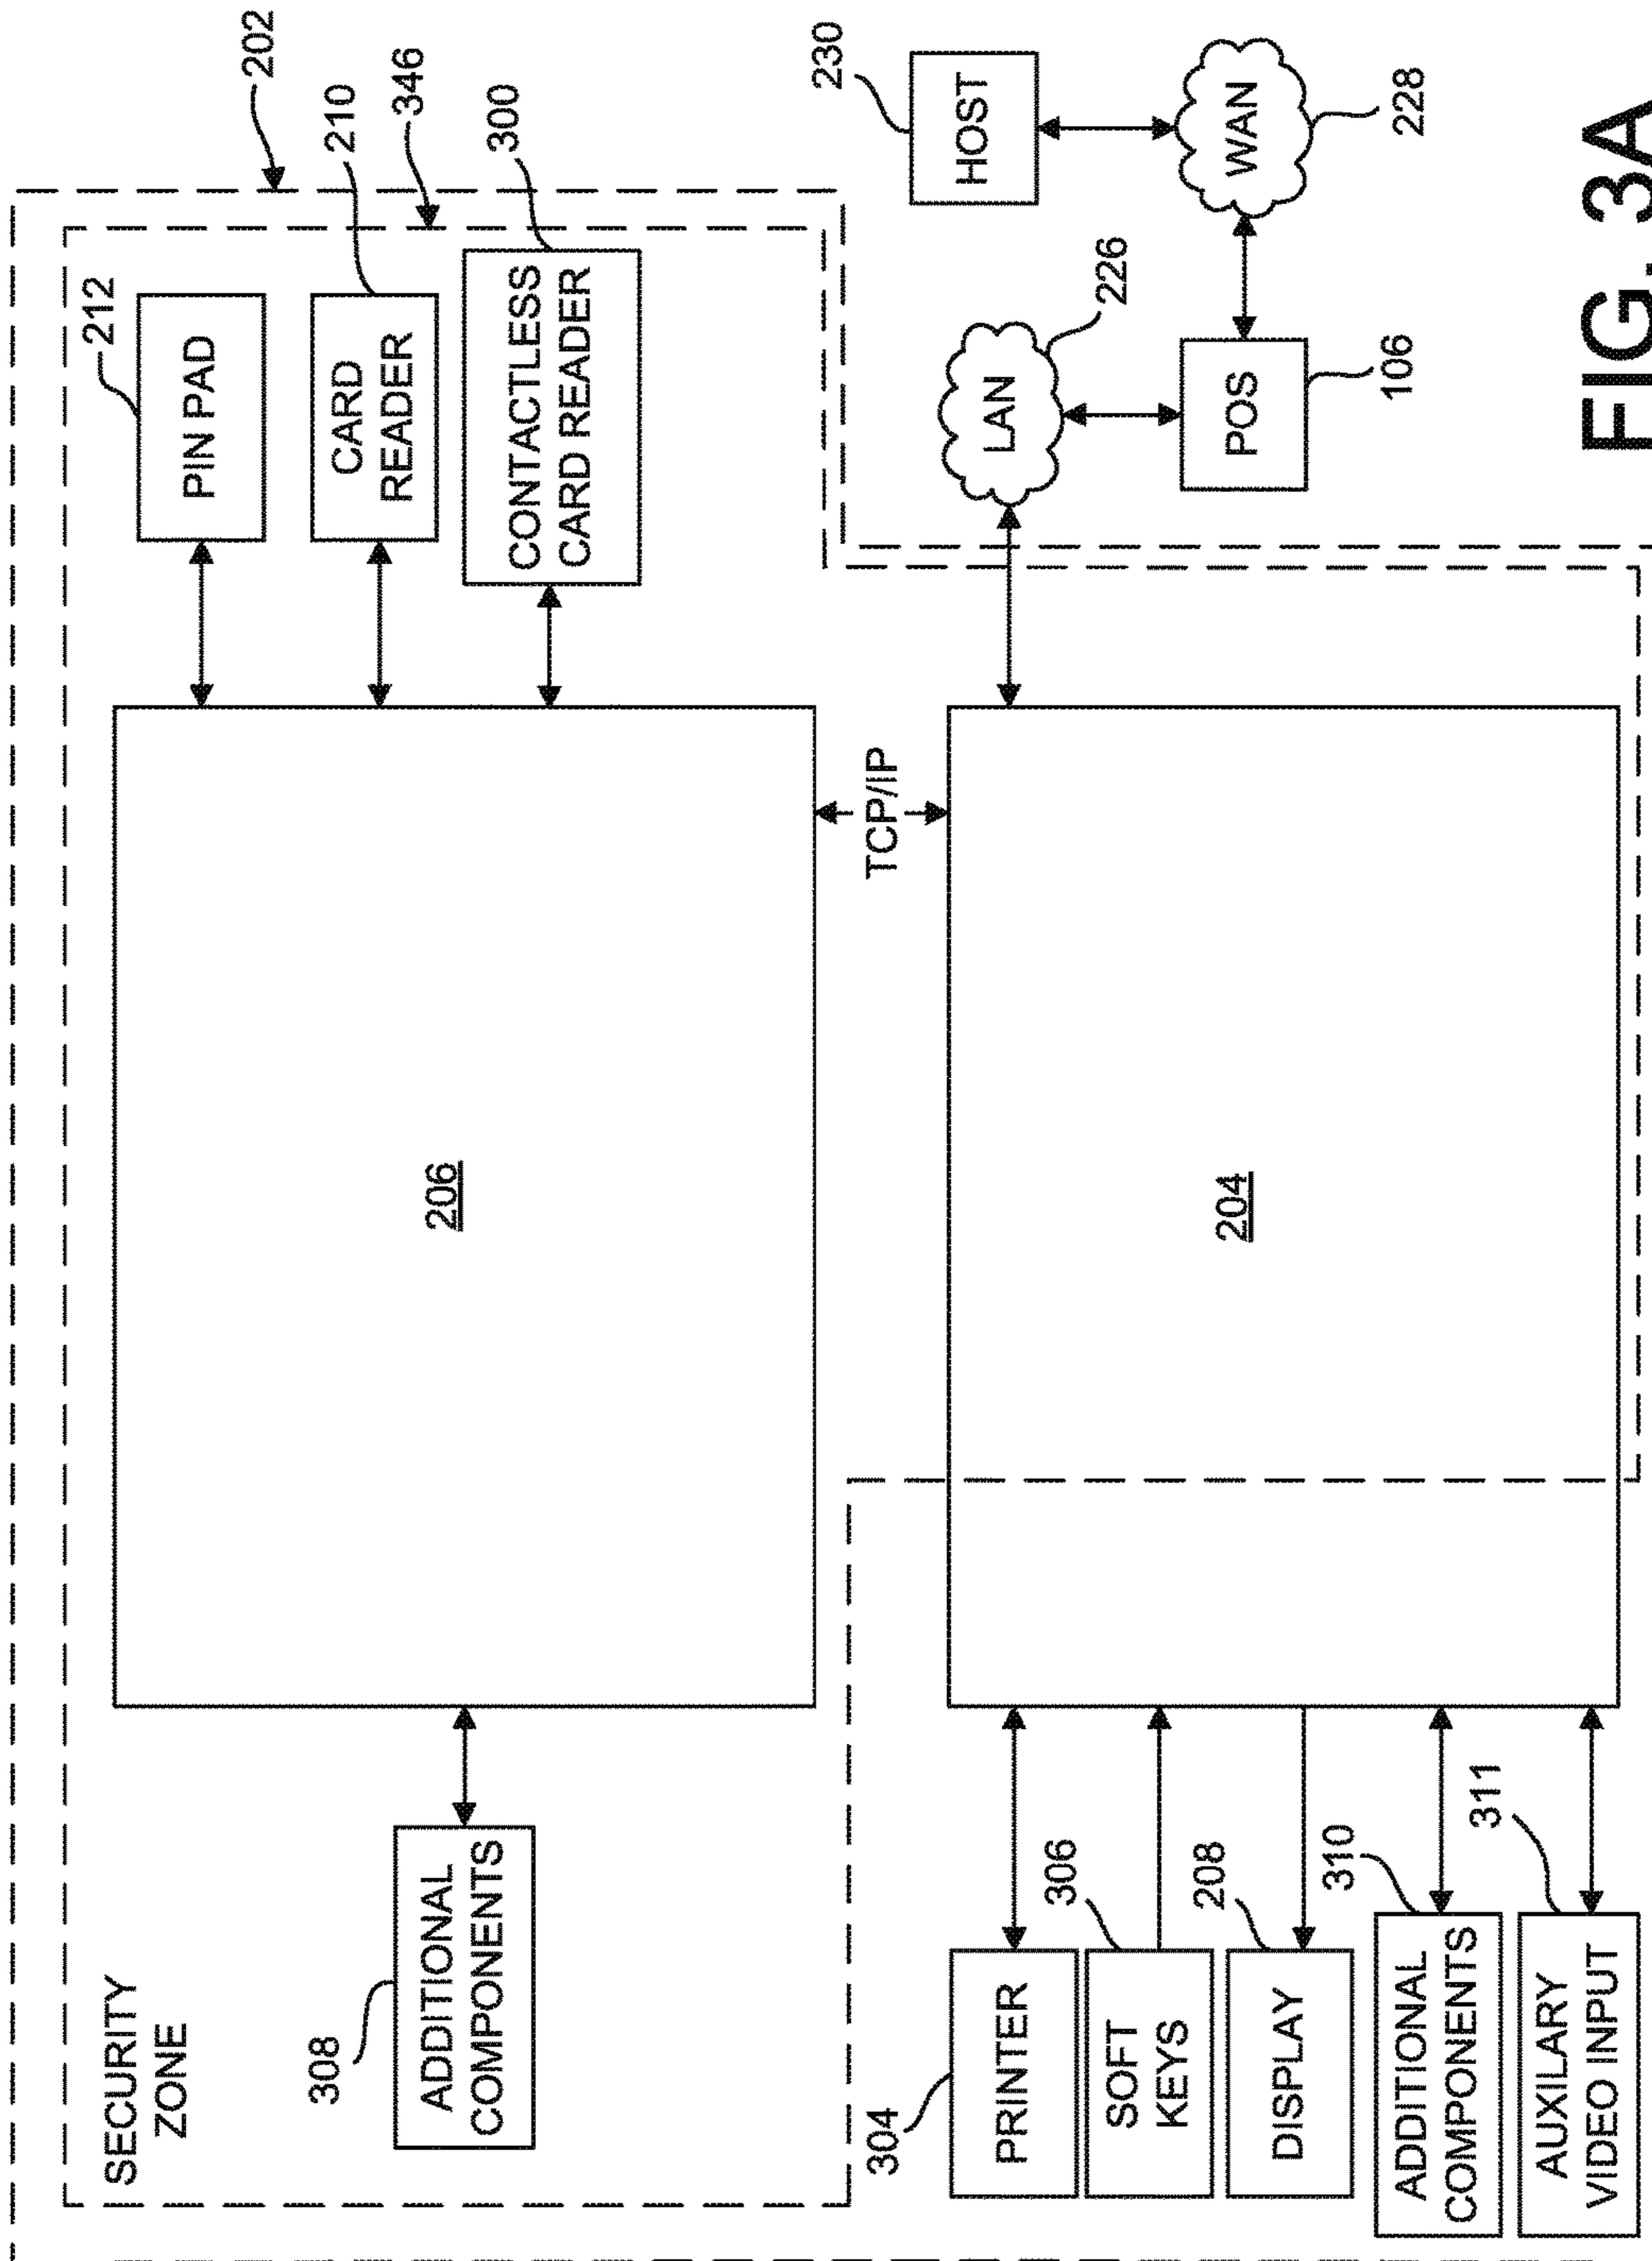 SECURITY
ZONE
308
ADDITIONAL
COMPONENTS
206
212
PIN PAD
210
CARD
READER
300
CONTACTLESS
CARD READER
202
346
TCP/IP
204
304
PRINTER
306
SOFT
KEYS
208
DISPLAY
310
ADDITIONAL
COMPONENTS
311
AUXILARY
VIDEO INPUT
LAN
226
POS
106
WAN
228
HOST
230
FIG. 3A